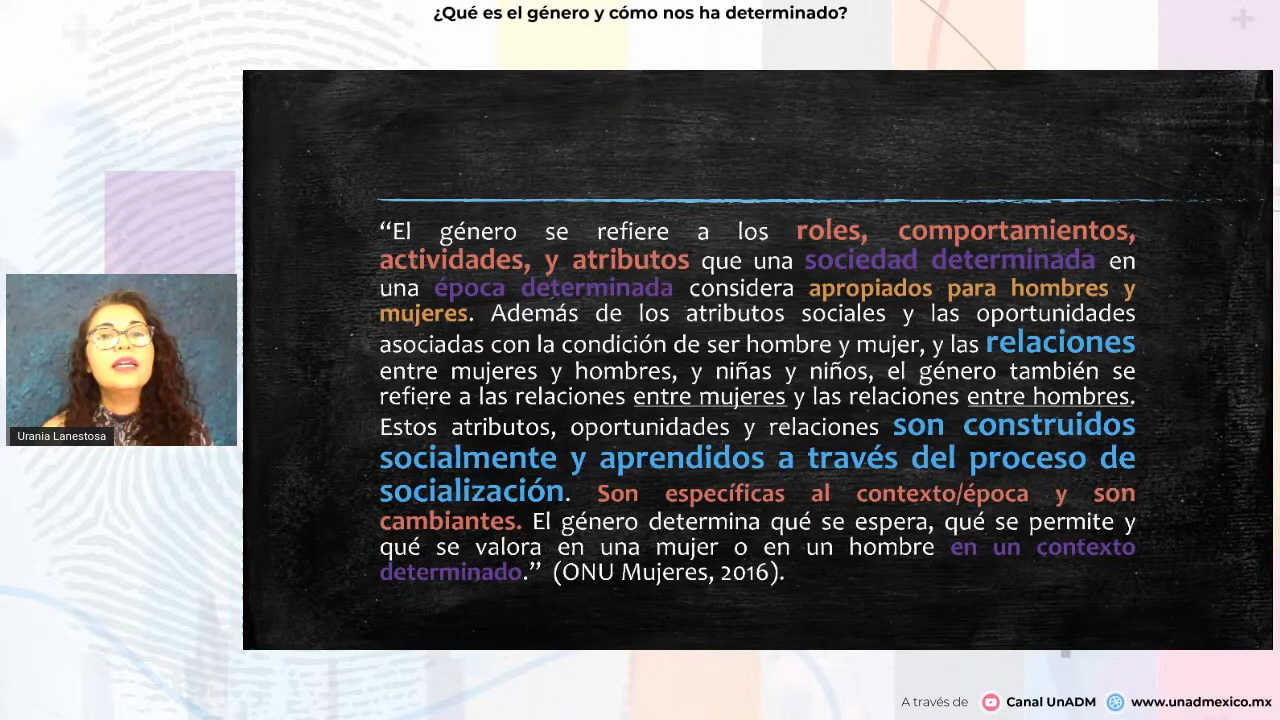 ¿Qué es el género y cómo nos ha determinado?
“El género se refiere a los roles, comportamientos,
actividades, y atributos que una sociedad determinada en
una época determinada considera apropiados para hombres y
mujeres. Además de los atributos sociales y las oportunidades
asociadas con la condición de ser hombre y mujer, y las relaciones
entre mujeres y hombres, y niñas y niños, el género también se
refiere a las relaciones entre mujeres y las relaciones entre hombres.
Estos atributos, oportunidades y relaciones son construidos
socialmente y aprendidos a través del proceso de
socialización. Son específicas al contexto/época y son
cambiantes. El género determina qué se espera, qué se permite y
qué se valora en una mujer o en un hombre en un contexto
determinado.” (ONU Mujeres, 2016).
Urania Lanestosa
A través de Canal UnADM www.unadmexico.mx